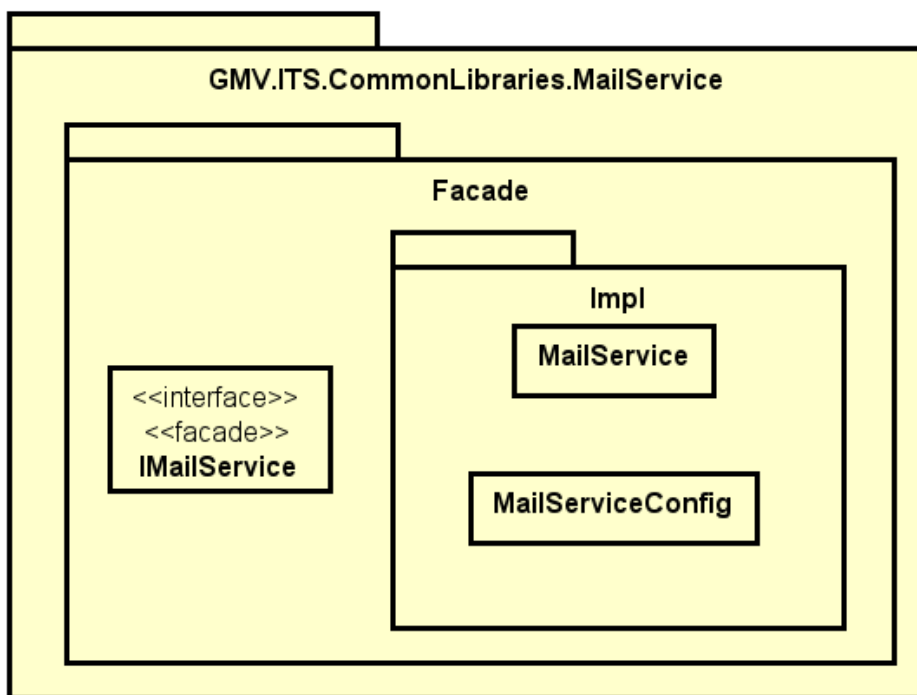 GMV.ITS.CommonLibraries.MailService
Facade
Impl
MailService
<<interface>>
<<facade>>
IMailService
MailServiceConfig